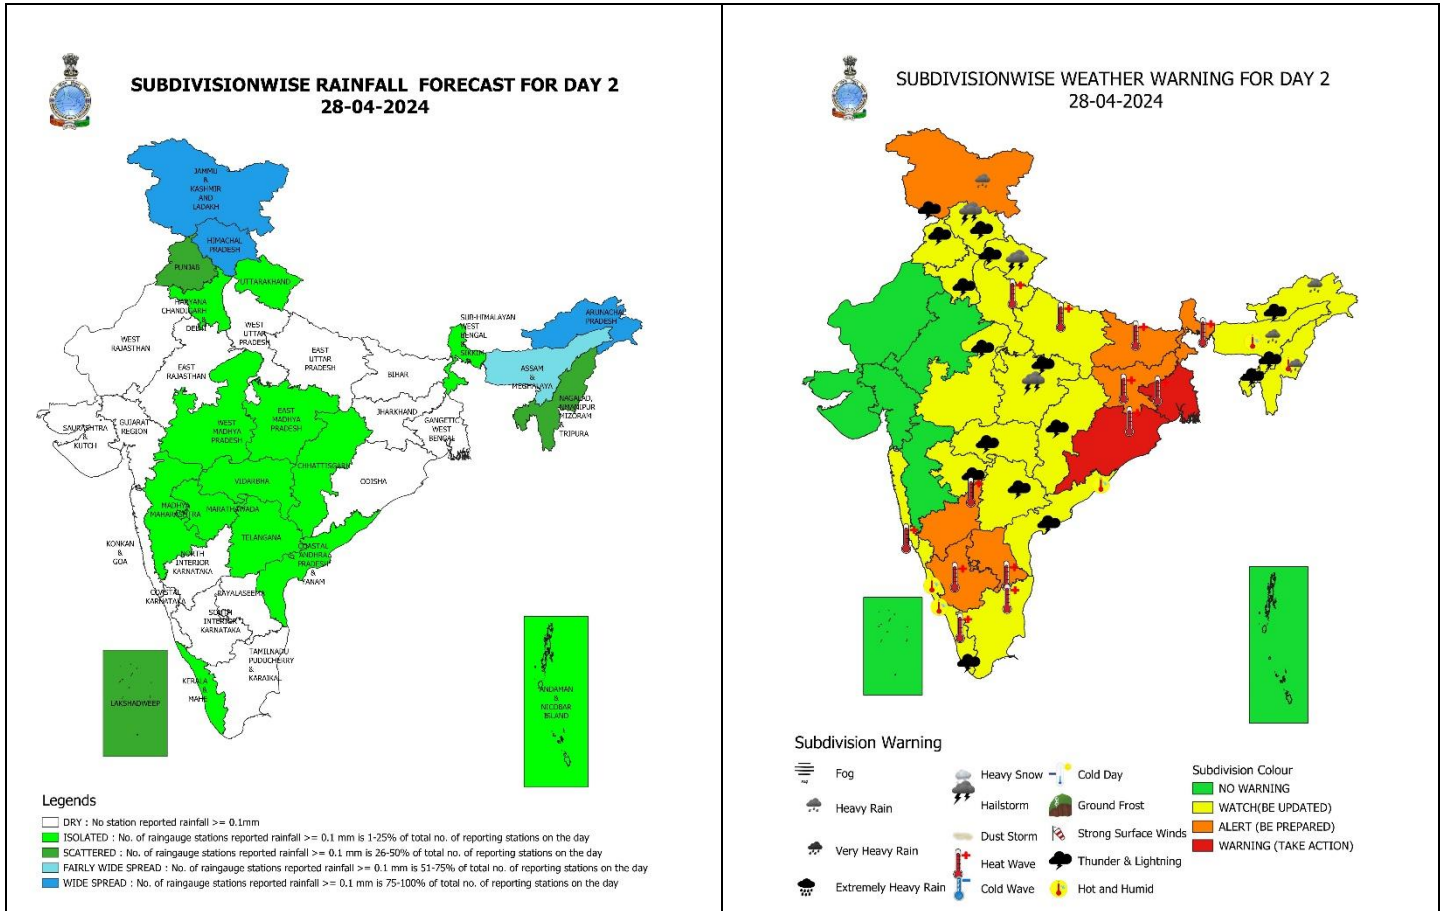 SUBDIVISIONWISE RAINFALL FORECAST FOR DAY 2
28-04-2024
JAMMU
&
KASHMIR
AND
LADAKH
HIMACHAL
PRADESH
PUNJAB
UTTARAKHAND
HARYANA
CHANDIGARH
&
DELHI
WEST
UTTAR
PRADESH
WEST
RAJASTHAN
EAST
RAJASTHAN
EAST
UTTAR
PRADESH
BIHAR
SUB-HIMALAYAN
WEST
BENGAL
&
SIKKIM
ARUNACHAL
PRADESH
ASSAM
&
MEGHALAYA
MIZORAM
&
TRIPURA
JHARKHAND
GANGETIC
WEST
BENGAL
SAURASHTRA
&
KUTCH
GUJARAT
REGION
WEST
MADHYA
PRADESH
EAST
MADHYA
PRADESH
CHHATTISGARH
ODISHA
VIDARBHA
MADHYA
MAHARASHTRA
MARATHAWADA
TELANGANA
KONKAN
&
GOA
NORTH
INTERIOR
KARNATAKA
COASTAL
ANDHRA
PRADESH
&
YANAM
COASTAL
KARNATAKA
RAYALASEEMA
SOUTH
INTERIOR
KARNATAKA
TAMILNADU
PUDUCHERRY
&
KARAIKAL
KERALA
&
MAHE
LAKSHADWEEP
ANDAMAN
&
NICOBAR
ISLAND
Legends
DRY : No station reported rainfall >= 0.1mm
ISOLATED : No. of raingauge stations reported rainfall >= 0.1 mm is 1-25% of total no. of reporting stations on the day
SCATTERED : No. of raingauge stations reported rainfall >= 0.1 mm is 26-50% of total no. of reporting stations on the day
FAIRLY WIDE SPREAD : No. of raingauge stations reported rainfall >= 0.1 mm is 51-75% of total no. of reporting stations on the day
WIDE SPREAD : No. of raingauge stations reported rainfall >= 0.1 mm is 75-100% of total no. of reporting stations on the day
SUBDIVISIONWISE WEATHER WARNING FOR DAY 2
28-04-2024
Subdivision Warning
Fog
Heavy Rain
Very Heavy Rain
Extremely Heavy Rain
Heavy Snow
Hailstorm
Dust Storm
Heat Wave
Cold Wave
Cold Day
Ground Frost
Strong Surface Winds
Thunder & Lightning
Hot and Humid
Subdivision Colour
NO WARNING
WATCH(BE UPDATED)
ALERT (BE PREPARED)
WARNING (TAKE ACTION)